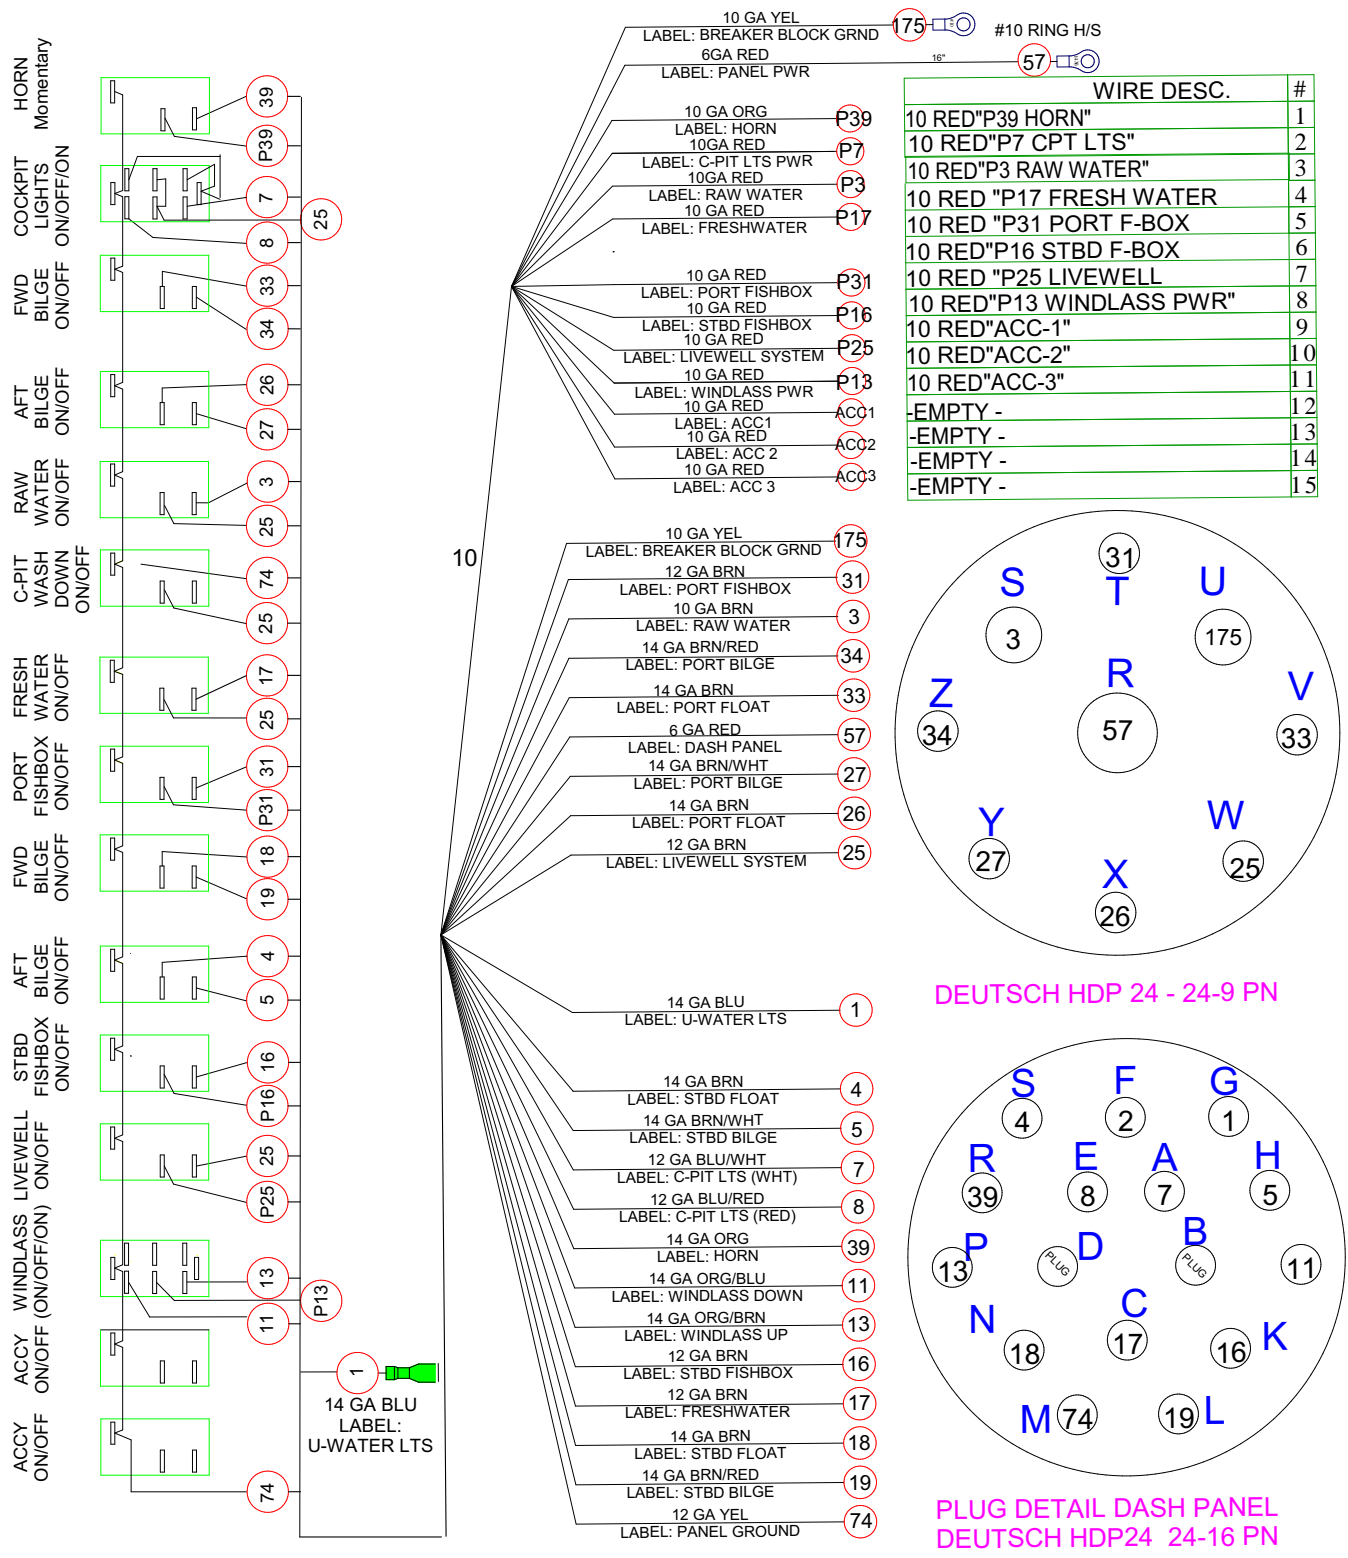 HORN
Momentary
39
P39
COCKPIT
LIGHTS
ON/OFF/ON
7
8
25
FWD
BILGE
ON/OFF
33
34
AFT
BILGE
ON/OFF
26
27
RAW
WATER
ON/OFF
3
25
C-PIT
WASH
DOWN
ON/OFF
74
25
FRESH
WATER
ON/OFF
17
25
PORT
FISHBOX
ON/OFF
31
P31
FWD
BILGE
ON/OFF
18
19
AFT
BILGE
ON/OFF
4
5
STBD
FISHBOX
ON/OFF
16
P16
LIVEWELL
ON/OFF
25
P25
WINDLASS
(ON/OFF/ON)
13
11
P13
ACCY
ON/OFF
ACCY
ON/OFF
74
1
14 GA BLU
LABEL:
U-WATER LTS
10
10 GA YEL
LABEL: BREAKER BLOCK GRND
175
#10 RING H/S
6GA RED
LABEL: PANEL PWR
16"
57
10 GA ORG
LABEL: HORN
P39
10GA RED
LABEL: C-PIT LTS PWR
P7
10GA RED
LABEL: RAW WATER
P3
10 GA RED
LABEL: FRESHWATER
P17
10 GA RED
LABEL: PORT FISHBOX
P31
10 GA RED
LABEL: STBD FISHBOX
P16
10 GA RED
LABEL: LIVEWELL SYSTEM
P25
10 GA RED
LABEL: WINDLASS PWR
P13
10 GA RED
LABEL: ACC1
ACC1
10 GA RED
LABEL: ACC 2
ACC2
10 GA RED
LABEL: ACC 3
ACC3
WIRE DESC. #
10 RED"P39 HORN" 1
10 RED"P7 CPT LTS" 2
10 RED"P3 RAW WATER" 3
10 RED "P17 FRESH WATER 4
10 RED "P31 PORT F-BOX 5
10 RED"P16 STBD F-BOX 6
10 RED "P25 LIVEWELL 7
10 RED"P13 WINDLASS PWR" 8
10 RED"ACC-1" 9
10 RED"ACC-2" 10
10 RED"ACC-3" 11
-EMPTY - 12
-EMPTY - 13
-EMPTY - 14
-EMPTY - 15
10 GA YEL
LABEL: BREAKER BLOCK GRND
175
12 GA BRN
LABEL: PORT FISHBOX
31
10 GA BRN
LABEL: RAW WATER
3
14 GA BRN/RED
LABEL: PORT BILGE
34
14 GA BRN
LABEL: PORT FLOAT
33
6 GA RED
LABEL: DASH PANEL
57
14 GA BRN/WHT
LABEL: PORT BILGE
27
14 GA BRN
LABEL: PORT FLOAT
26
12 GA BRN
LABEL: LIVEWELL SYSTEM
25
14 GA BLU
LABEL: U-WATER LTS
1
14 GA BRN
LABEL: STBD FLOAT
4
14 GA BRN/WHT
LABEL: STBD BILGE
5
12 GA BLU/WHT
LABEL: C-PIT LTS (WHT)
7
12 GA BLU/RED
LABEL: C-PIT LTS (RED)
8
14 GA ORG
LABEL: HORN
39
14 GA ORG/BLU
LABEL: WINDLASS DOWN
11
14 GA ORG/BRN
LABEL: WINDLASS UP
13
12 GA BRN
LABEL: STBD FISHBOX
16
12 GA BRN
LABEL: FRESHWATER
17
14 GA BRN
LABEL: STBD FLOAT
18
14 GA BRN/RED
LABEL: STBD BILGE
19
12 GA YEL
LABEL: PANEL GROUND
74
31
S T U
3 175
R
57
Z V
34 33
Y W
27 25
X
26
DEUTSCH HDP 24 - 24-9 PN
S F G
4 2 1
R E A H
39 8 7 5
P D B
13 PLUG PLUG 11
N C K
18 17 16
M 74 19 L
PLUG DETAIL DASH PANEL
DEUTSCH HDP24 24-16 PN